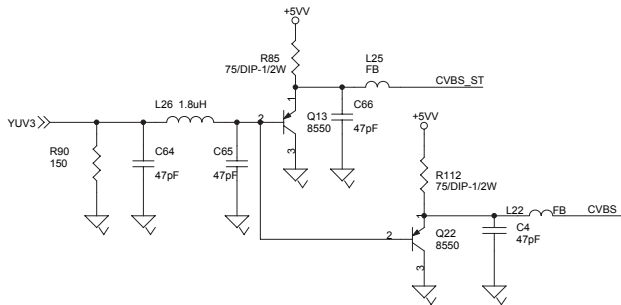 +5VV
R85
75/DIP-1/2W
L25
FB
CVBS_ST
L26 1.8uH
1
2
3
Q13
8550
C66
47pF
YUV3
R90
150
C64
47pF
C65
47pF
+5VV
R112
75/DIP-1/2W
L22 FB CVBS
1
2
3
Q22
8550
C4
47pF